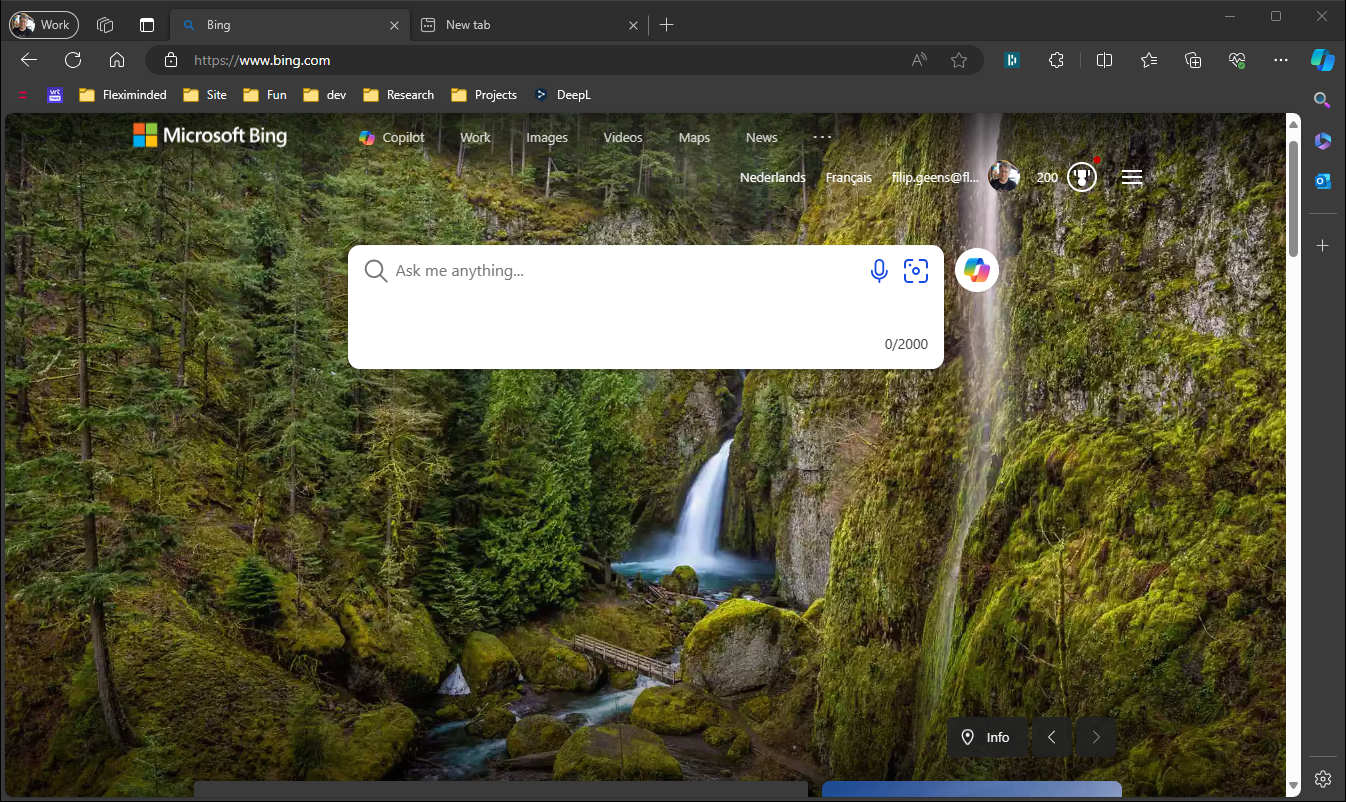 Work
Bing
New tab
https://www.bing.com
vrt
Fleximinded
Site
Fun
dev
Research
Projects
DeepL
Microsoft Bing
Copilot
Work
Images
Videos
Maps
News
Nederlands
Français
filip.geens@fl...
200
Ask me anything...
0/2000
Info